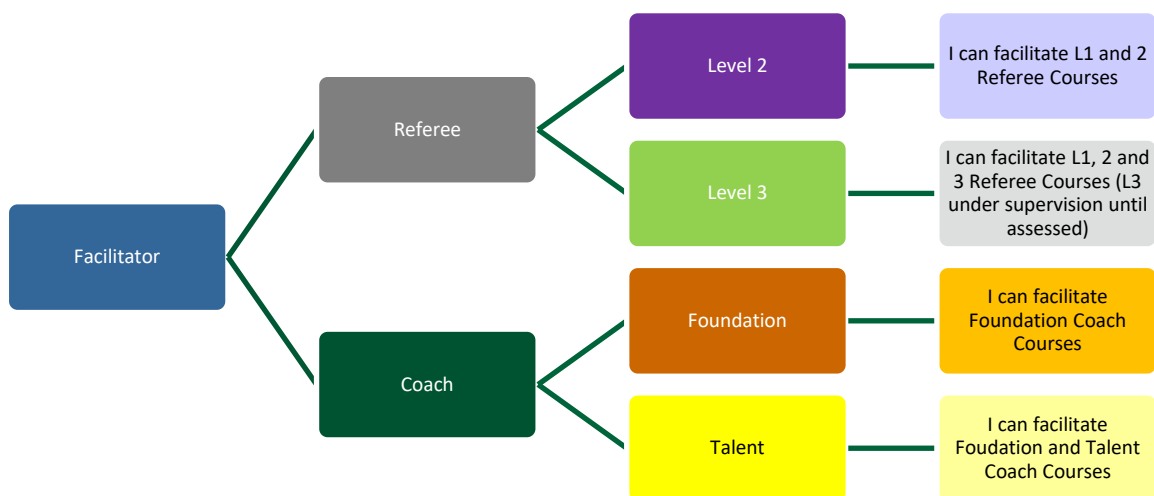 Facilitator
Referee
Level 2
I can facilitate L1 and 2
Referee Courses
Level 3
I can facilitate L1, 2 and
3 Referee Courses (L3
under supervision until
assessed)
Coach
Foundation
I can facilitate
Foundation Coach
Courses
Talent
I can facilitate
Foudation and Talent
Coach Courses